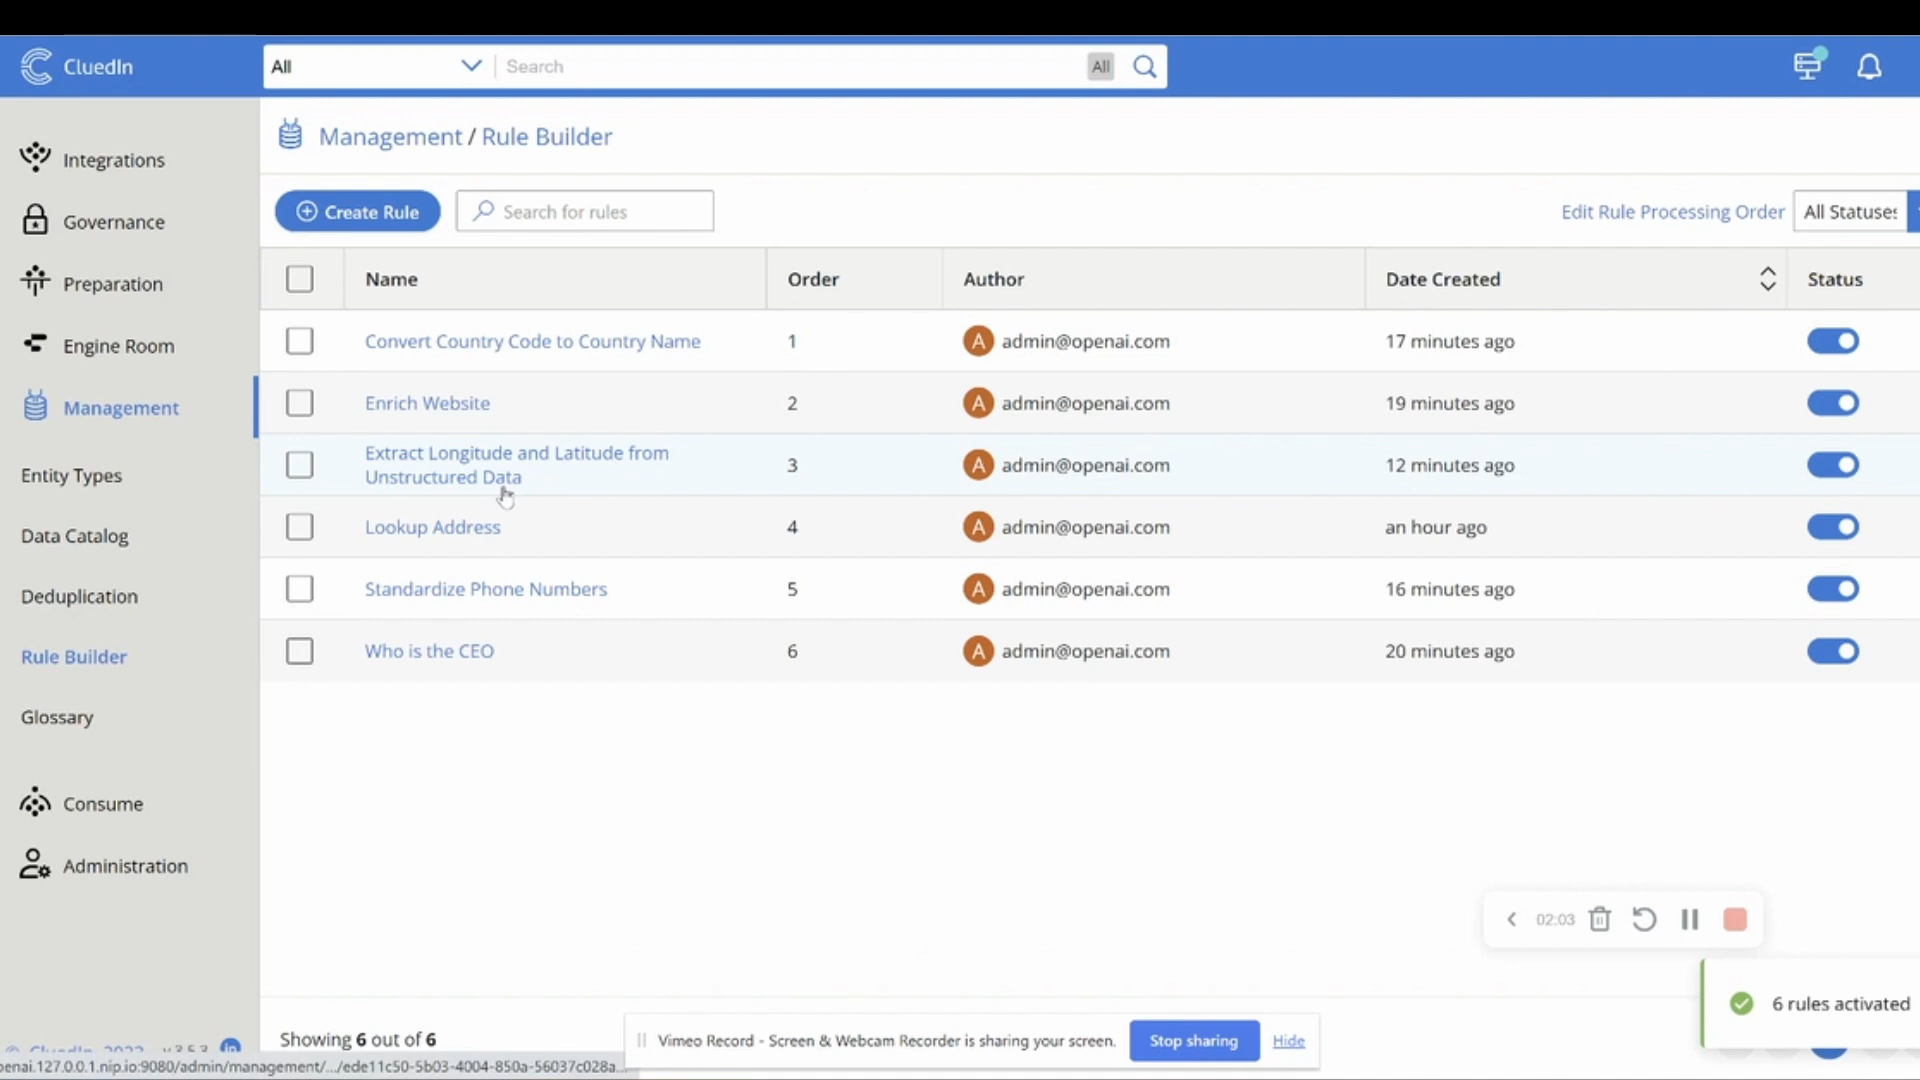 CluedIn
All
Search
All
Integrations
Governance
Preparation
Engine Room
Management
Entity Types
Data Catalog
Deduplication
Rule Builder
Glossary
Consume
Administration
Management / Rule Builder
Create Rule
Search for rules
Edit Rule Processing Order
All Statuses
Name Order Author Date Created Status
Convert Country Code to Country Name 1 A admin@openai.com 17 minutes ago
Enrich Website 2 A admin@openai.com 19 minutes ago
Extract Longitude and Latitude from
Unstructured Data 3 A admin@openai.com 12 minutes ago
Lookup Address 4 A admin@openai.com an hour ago
Standardize Phone Numbers 5 A admin@openai.com 16 minutes ago
Who is the CEO 6 A admin@openai.com 20 minutes ago
02:03
6 rules activated
Showing 6 out of 6
Vimeo Record - Screen & Webcam Recorder is sharing your screen.
Stop sharing
Hide
penai.127.0.0.1.nip.io:9080/admin/management/.../ede11c50-5b03-4004-850a-56037c028a...